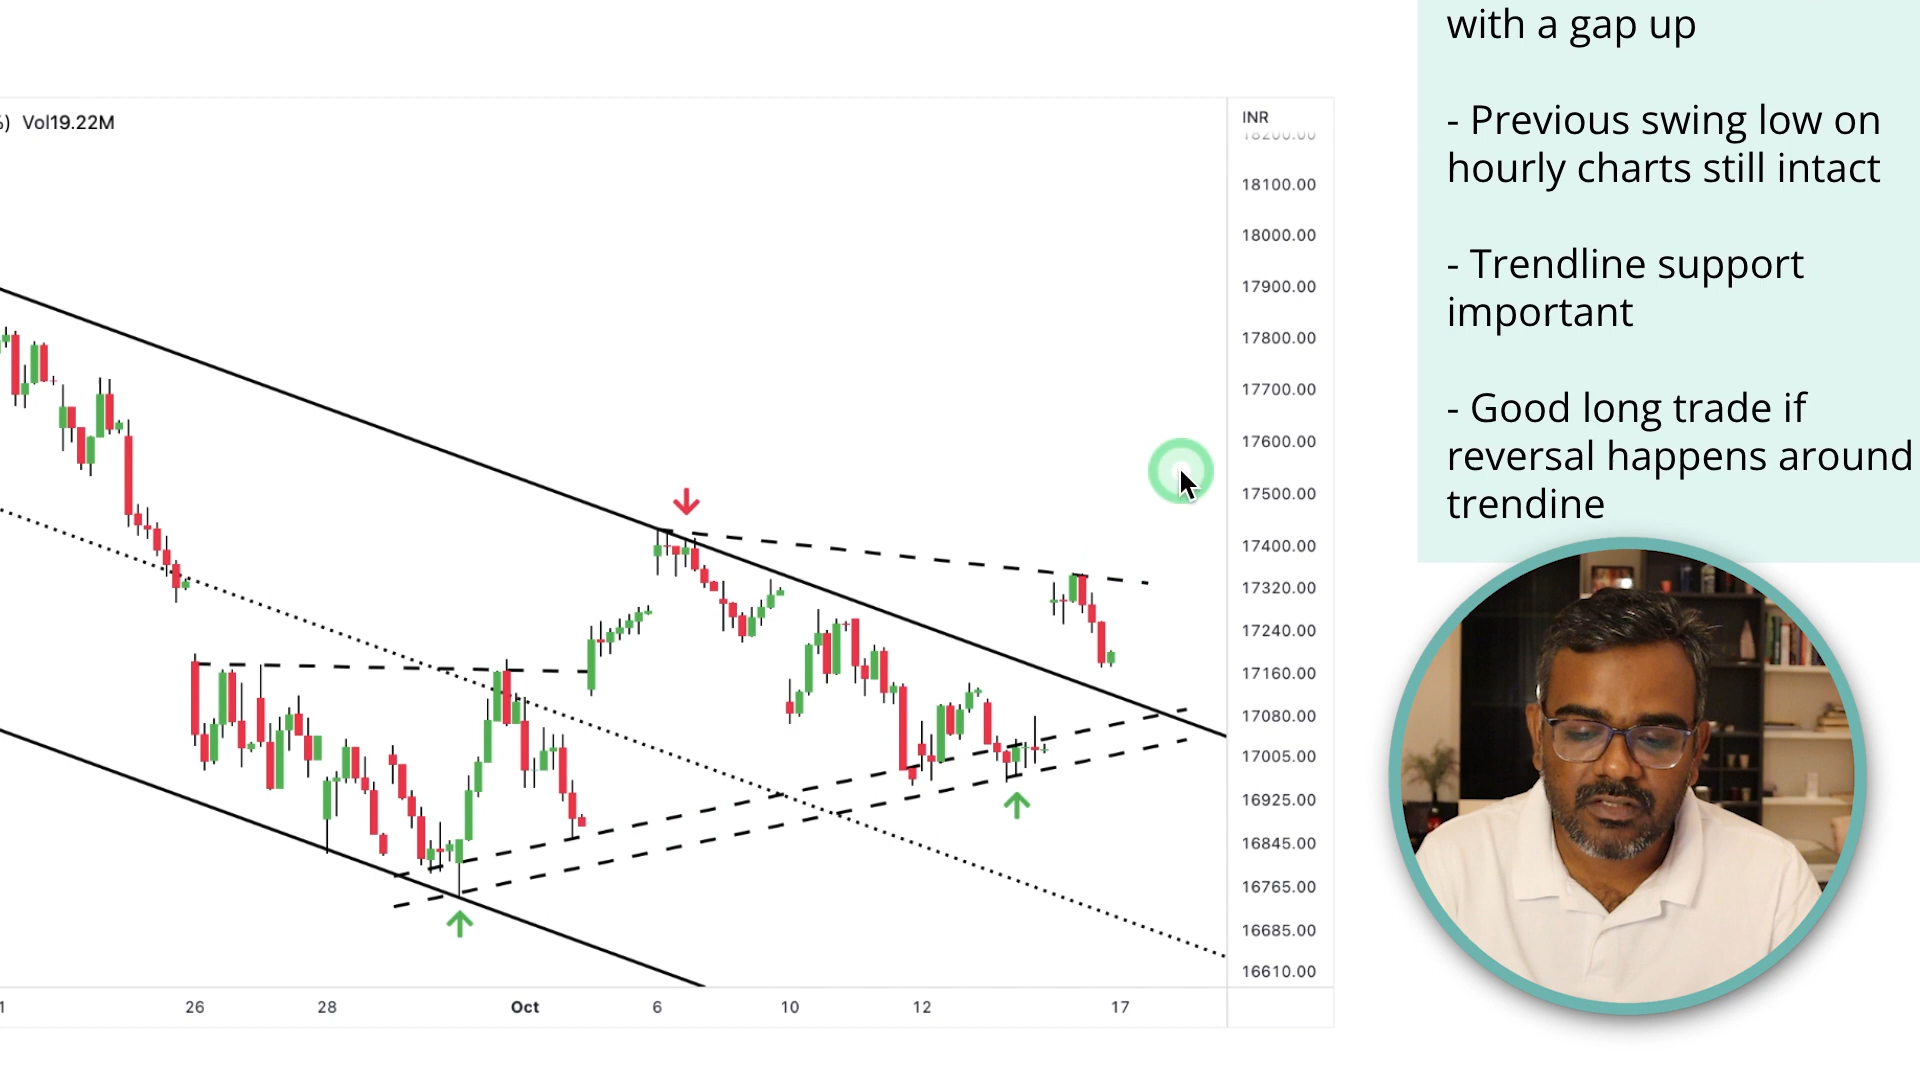 with a gap up
- Previous swing low on
hourly charts still intact
- Trendline support
important
- Good long trade if
reversal happens around
trendine
%) Vol19.22M
INR
18200.00
18100.00
18000.00
17900.00
17800.00
17700.00
17600.00
17500.00
17400.00
17320.00
17240.00
17160.00
17080.00
17005.00
16925.00
16845.00
16765.00
16685.00
16610.00
26 28 Oct 6 10 12 17